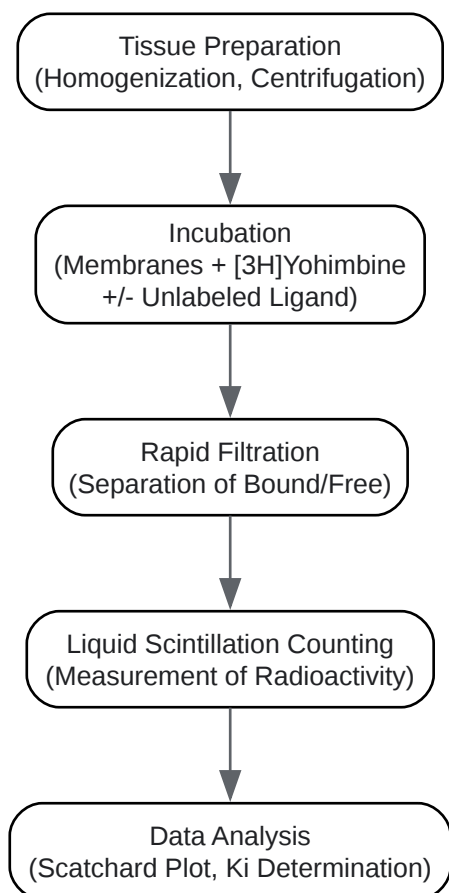 Tissue Preparation
(Homogenization, Centrifugation)
Incubation
(Membranes + [3H]Yohimbine
+/- Unlabeled Ligand)
Rapid Filtration
(Separation of Bound/Free)
Liquid Scintillation Counting
(Measurement of Radioactivity)
Data Analysis
(Scatchard Plot, Ki Determination)